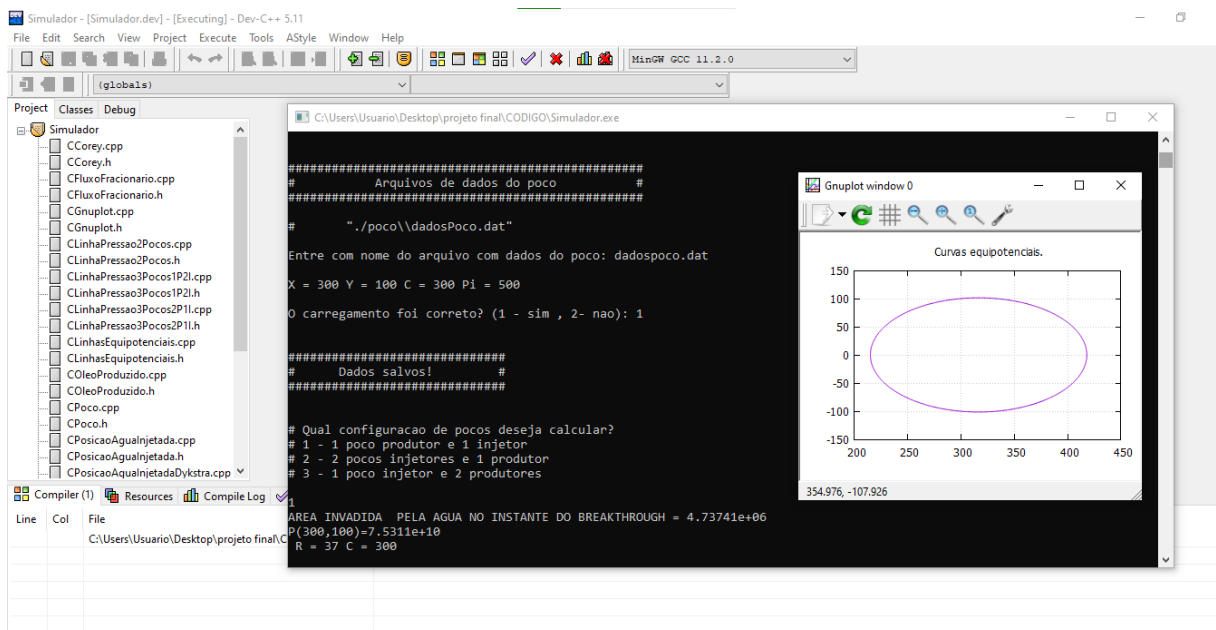 Simulador - [Simulador.dev] - [Executing] - Dev-C++ 5.11
File Edit Search View Project Execute Tools AStyle Window Help
MinGW GCC 11.2.0
(globals)
Project Classes Debug
Simulador
CCorey.cpp
CCorey.h
CFluxoFracionario.cpp
CFluxoFracionario.h
CGnuplot.cpp
CGnuplot.h
CLinhaPressao2Pocos.cpp
CLinhaPressao2Pocos.h
CLinhaPressao3Pocos1P2I.cpp
CLinhaPressao3Pocos1P2I.h
CLinhaPressao3Pocos2P1I.cpp
CLinhaPressao3Pocos2P1I.h
CLinhasEquipotenciais.cpp
CLinhasEquipotenciais.h
COleoProduzido.cpp
COleoProduzido.h
CPoco.cpp
CPoco.h
CPosicaoAguaInjetada.cpp
CPosicaoAguaInjetada.h
CPosicaoAguaInjetadaDykstra.cpp
Compiler (1) Resources Compile Log
Line Col File
C:\Users\Usuario\Desktop\projeto final\C
C:\Users\Usuario\Desktop\projeto final\CODIGO\Simulador.exe
#################################################
# Arquivos de dados do poco #
#################################################
# "./poco\\dadosPoco.dat"
Entre com nome do arquivo com dados do poco: dadospoco.dat
X = 300 Y = 100 C = 300 Pi = 500
O carregamento foi correto? (1 - sim , 2- nao): 1
##############################
# Dados salvos! #
##############################
# Qual configuracao de pocos deseja calcular?
# 1 - 1 poco produtor e 1 injetor
# 2 - 2 pocos injetores e 1 produtor
# 3 - 1 poco injetor e 2 produtores
1
AREA INVADIDA PELA AGUA NO INSTANTE DO BREAKTHROUGH = 4.73741e+06
P(300,100)=7.5311e+10
R = 37 C = 300
Gnuplot window 0
Curvas equipotenciais.
150
100
50
0
-50
-100
-150
200 250 300 350 400 450
354.976, -107.926